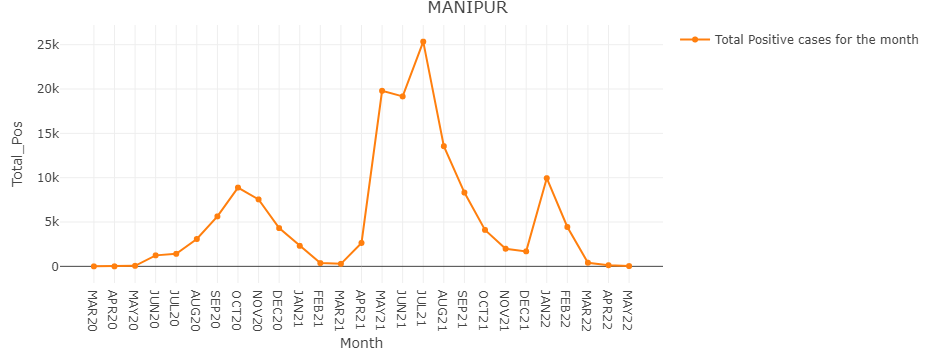 MANIPUR
Total Positive cases for the month
25k
20k
15k
10k
5k
0
Total_Pos
MAR20
APR20
MAY20
JUN20
JUL20
AUG20
SEP20
OCT20
NOV20
DEC20
JAN21
FEB21
MAR21
APR21
MAY21
JUN21
JUL21
AUG21
SEP21
OCT21
NOV21
DEC21
JAN22
FEB22
MAR22
APR22
MAY22
Month